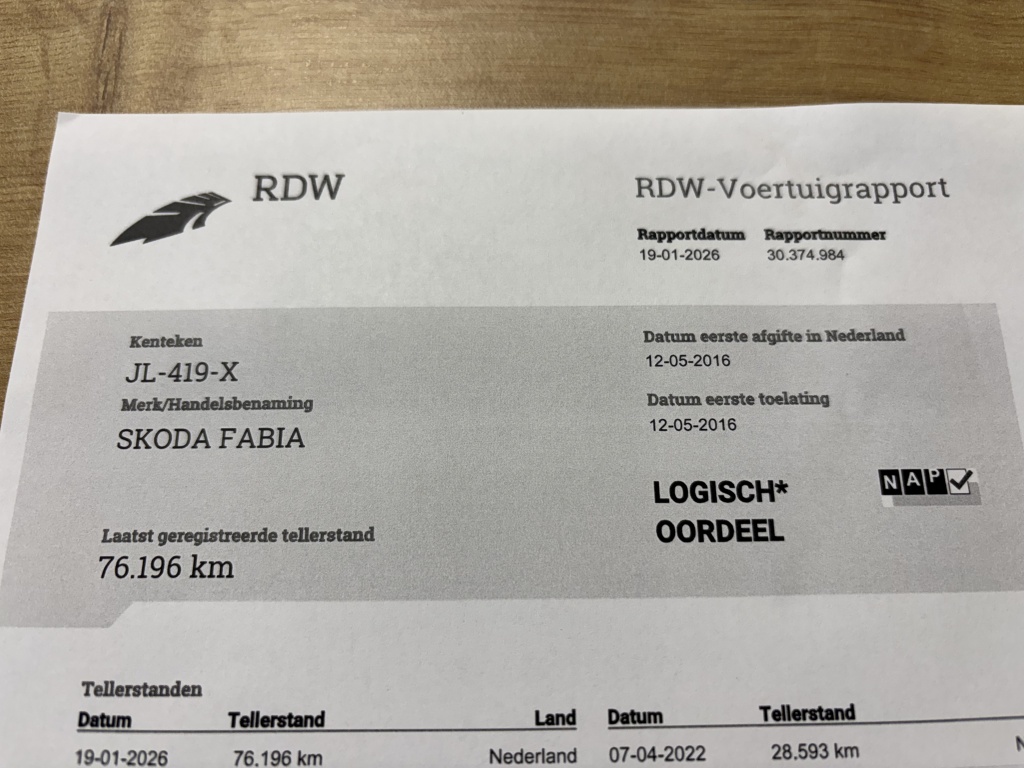 RDW
RDW-Voertuigrapport
Rapportdatum Rapportnummer
19-01-2026 30.374.984
Kenteken
JL-419-X
Merk/Handelsbenaming
SKODA FABIA
Laatst geregistreerde tellerstand
76.196 km
Datum eerste afgifte in Nederland
12-05-2016
Datum eerste toelating
12-05-2016
LOGISCH*
OORDEEL
NAP
Tellerstanden
Datum Tellerstand Land Datum Tellerstand
19-01-2026 76.196 km Nederland 07-04-2022 28.593 km